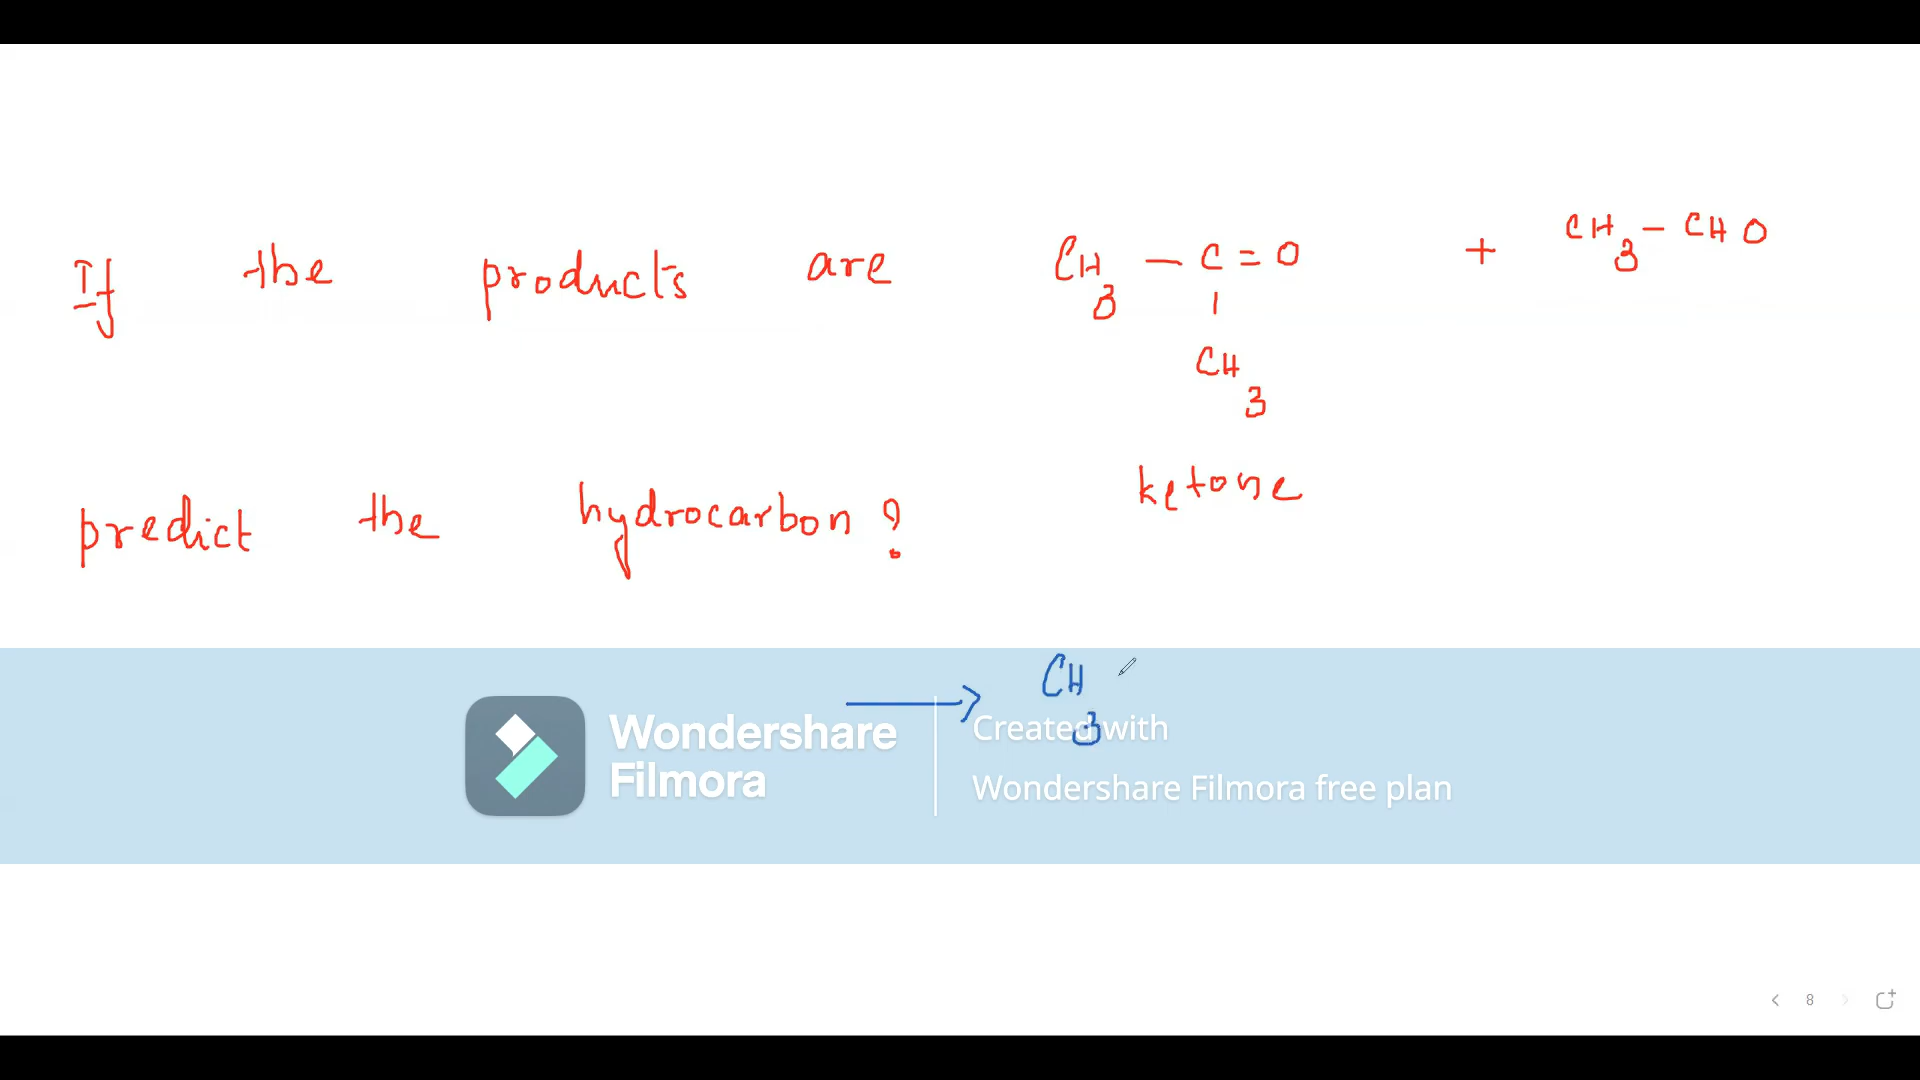 If the products are CH3 – C = O + CH3 – CHO
CH3
ketone
predict the hydrocarbon?
CH3
Wondershare
Filmora
Created with
Wondershare Filmora free plan
8